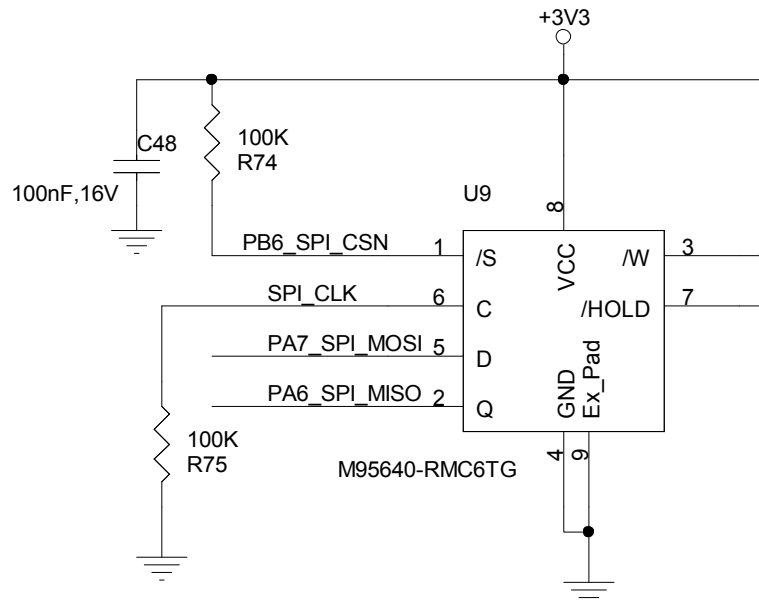 +3V3
C48
100K
R74
100nF,16V
U9
8
PB6_SPI_CSN
1
/S
VCC
/W
3
SPI_CLK
6
C
/HOLD
7
PA7_SPI_MOSI
5
D
PA6_SPI_MISO
2
Q
GND
Ex_Pad
100K
R75
4
9
M95640-RMC6TG